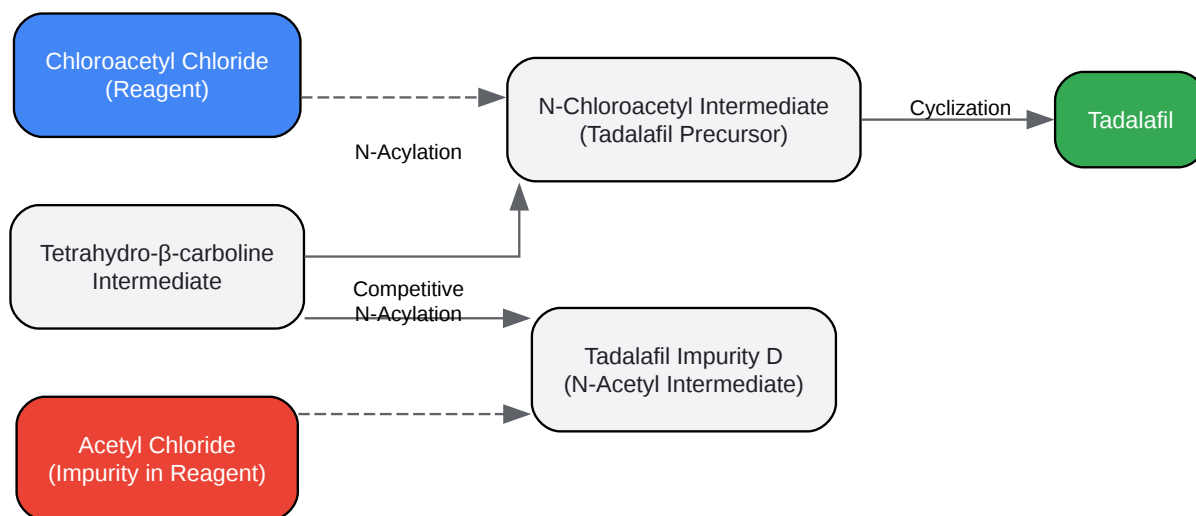 Chloroacetyl Chloride
(Reagent)
N-Acylation
N-Chloroacetyl Intermediate
(Tadalafil Precursor)
Cyclization
Tadalafil
Tetrahydro-β-carboline
Intermediate
Competitive
N-Acylation
Tadalafil Impurity D
(N-Acetyl Intermediate)
Acetyl Chloride
(Impurity in Reagent)